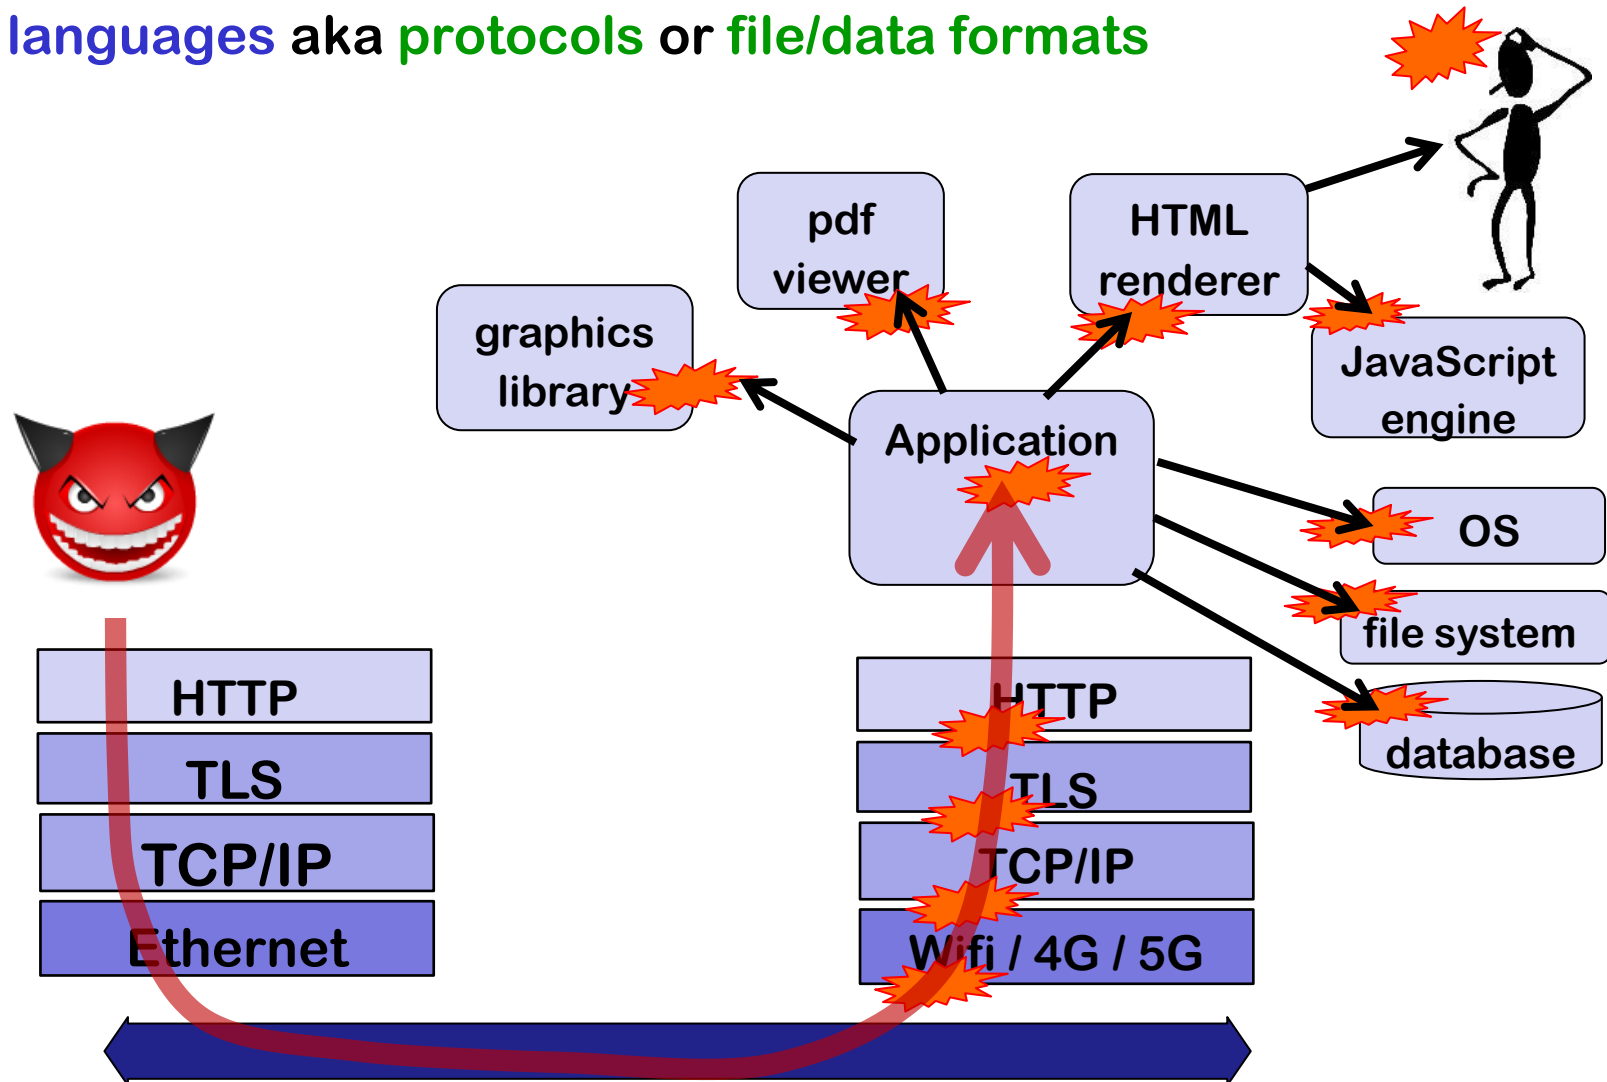 languages aka protocols or file/data formats
pdf
viewer
HTML
renderer
graphics
library
JavaScript
engine
Application
OS
file system
database
HTTP
TLS
TCP/IP
Ethernet
HTTP
TLS
TCP/IP
Wifi / 4G / 5G